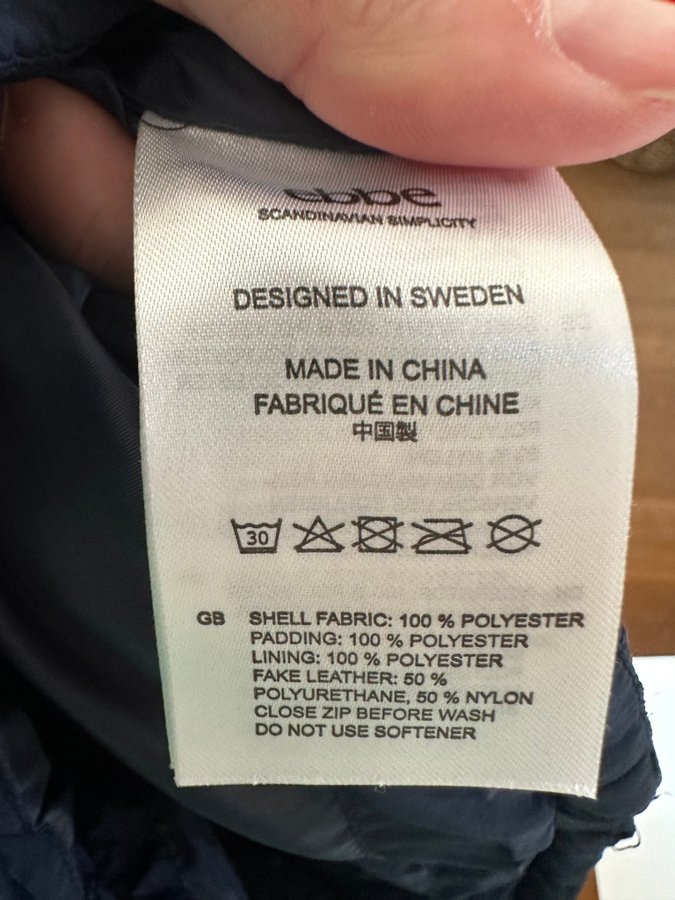 ebbe
SCANDINAVIAN SIMPLICITY
DESIGNED IN SWEDEN
MADE IN CHINA
FABRIQUÉ EN CHINE
中国製
30
GB SHELL FABRIC: 100 % POLYESTER
PADDING: 100 % POLYESTER
LINING: 100 % POLYESTER
FAKE LEATHER: 50 %
POLYURETHANE, 50 % NYLON
CLOSE ZIP BEFORE WASH
DO NOT USE SOFTENER